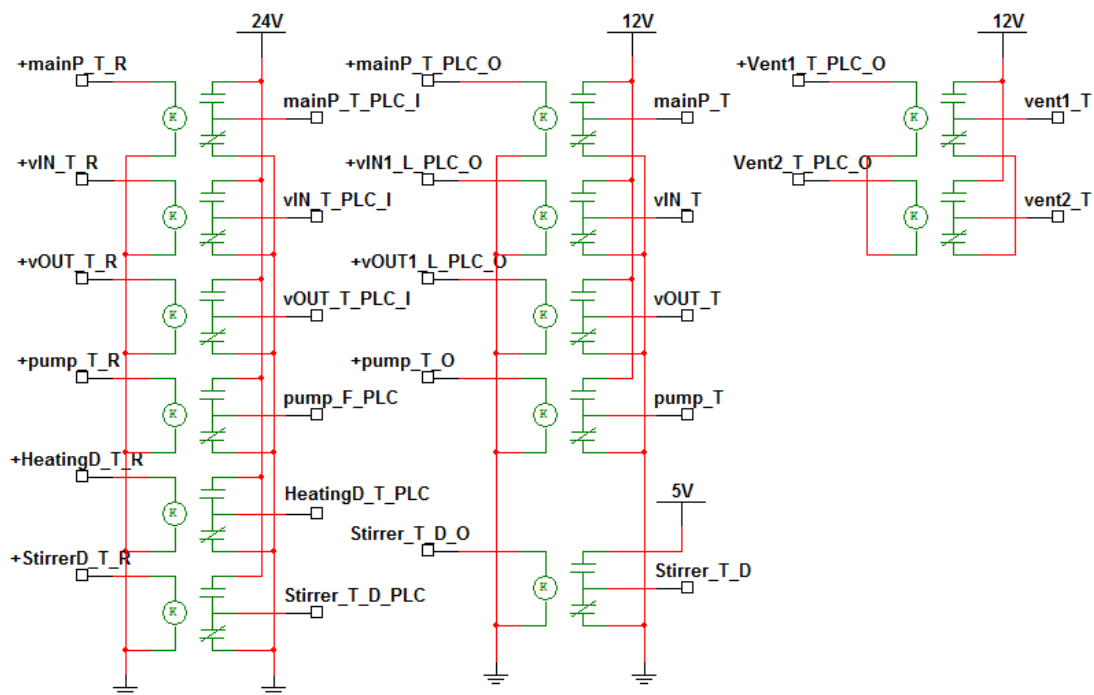 24V
12V
12V
+mainP_T_R
+mainP_T_PLC_O
+Vent1_T_PLC_O
mainP_T_PLC_I
mainP_T
vent1_T
K
K
K
+vIN_T_R
+vIN1_L_PLC_O
Vent2_T_PLC_O
vIN_T_PLC_I
vIN_T
vent2_T
K
K
K
+vOUT_T_R
+vOUT1_L_PLC_O
vOUT_T_PLC_I
vOUT_T
K
K
+pump_T_R
+pump_T_O
pump_F_PLC
pump_T
K
K
+HeatingD_T_R
HeatingD_T_PLC
5V
K
Stirrer_T_D_O
+StirrerD_T_R
Stirrer_T_D
K
Stirrer_T_D_PLC
K